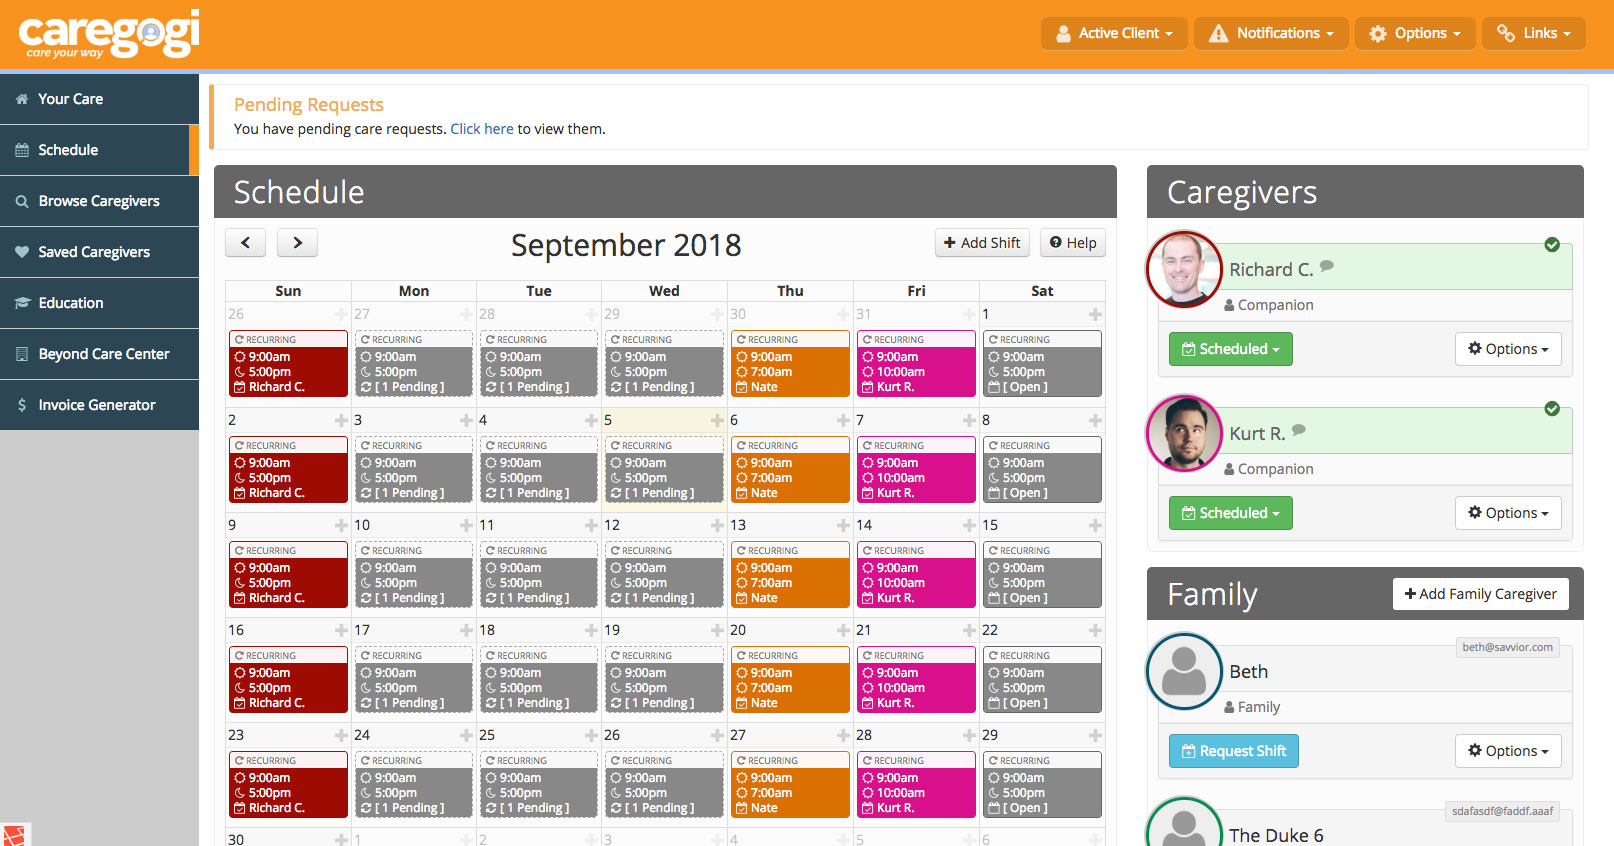 caregogi
care your way
Active Client
Notifications
Options
Links
Your Care
Schedule
Browse Caregivers
Saved Caregivers
Education
Beyond Care Center
Invoice Generator
Pending Requests
You have pending care requests. Click here to view them.
Schedule
September 2018
Add Shift
Help
Sun Mon Tue Wed Thu Fri Sat
26 27 28 29 30 31 1
RECURRING RECURRING RECURRING RECURRING RECURRING RECURRING RECURRING
9:00am 9:00am 9:00am 9:00am 9:00am 9:00am 9:00am
5:00pm 5:00pm 5:00pm 5:00pm 7:00am 10:00am 5:00pm
Richard C. [ 1 Pending ] [ 1 Pending ] [ 1 Pending ] Nate Kurt R. [ Open ]
2 3 4 5 6 7 8
RECURRING RECURRING RECURRING RECURRING RECURRING RECURRING RECURRING
9:00am 9:00am 9:00am 9:00am 9:00am 9:00am 9:00am
5:00pm 5:00pm 5:00pm 5:00pm 7:00am 10:00am 5:00pm
Richard C. [ 1 Pending ] [ 1 Pending ] [ 1 Pending ] Nate Kurt R. [ Open ]
9 10 11 12 13 14 15
RECURRING RECURRING RECURRING RECURRING RECURRING RECURRING RECURRING
9:00am 9:00am 9:00am 9:00am 9:00am 9:00am 9:00am
5:00pm 5:00pm 5:00pm 5:00pm 7:00am 10:00am 5:00pm
Richard C. [ 1 Pending ] [ 1 Pending ] [ 1 Pending ] Nate Kurt R. [ Open ]
16 17 18 19 20 21 22
RECURRING RECURRING RECURRING RECURRING RECURRING RECURRING RECURRING
9:00am 9:00am 9:00am 9:00am 9:00am 9:00am 9:00am
5:00pm 5:00pm 5:00pm 5:00pm 7:00am 10:00am 5:00pm
Richard C. [ 1 Pending ] [ 1 Pending ] [ 1 Pending ] Nate Kurt R. [ Open ]
23 24 25 26 27 28 29
RECURRING RECURRING RECURRING RECURRING RECURRING RECURRING RECURRING
9:00am 9:00am 9:00am 9:00am 9:00am 9:00am 9:00am
5:00pm 5:00pm 5:00pm 5:00pm 7:00am 10:00am 5:00pm
Richard C. [ 1 Pending ] [ 1 Pending ] [ 1 Pending ] Nate Kurt R. [ Open ]
30 1 2 3 4 5 6
Caregivers
Richard C.
Companion
Scheduled
Options
Kurt R.
Companion
Scheduled
Options
Family
Add Family Caregiver
beth@savvior.com
Beth
Family
Request Shift
Options
sdafasdf@faddf.aaaf
The Duke 6